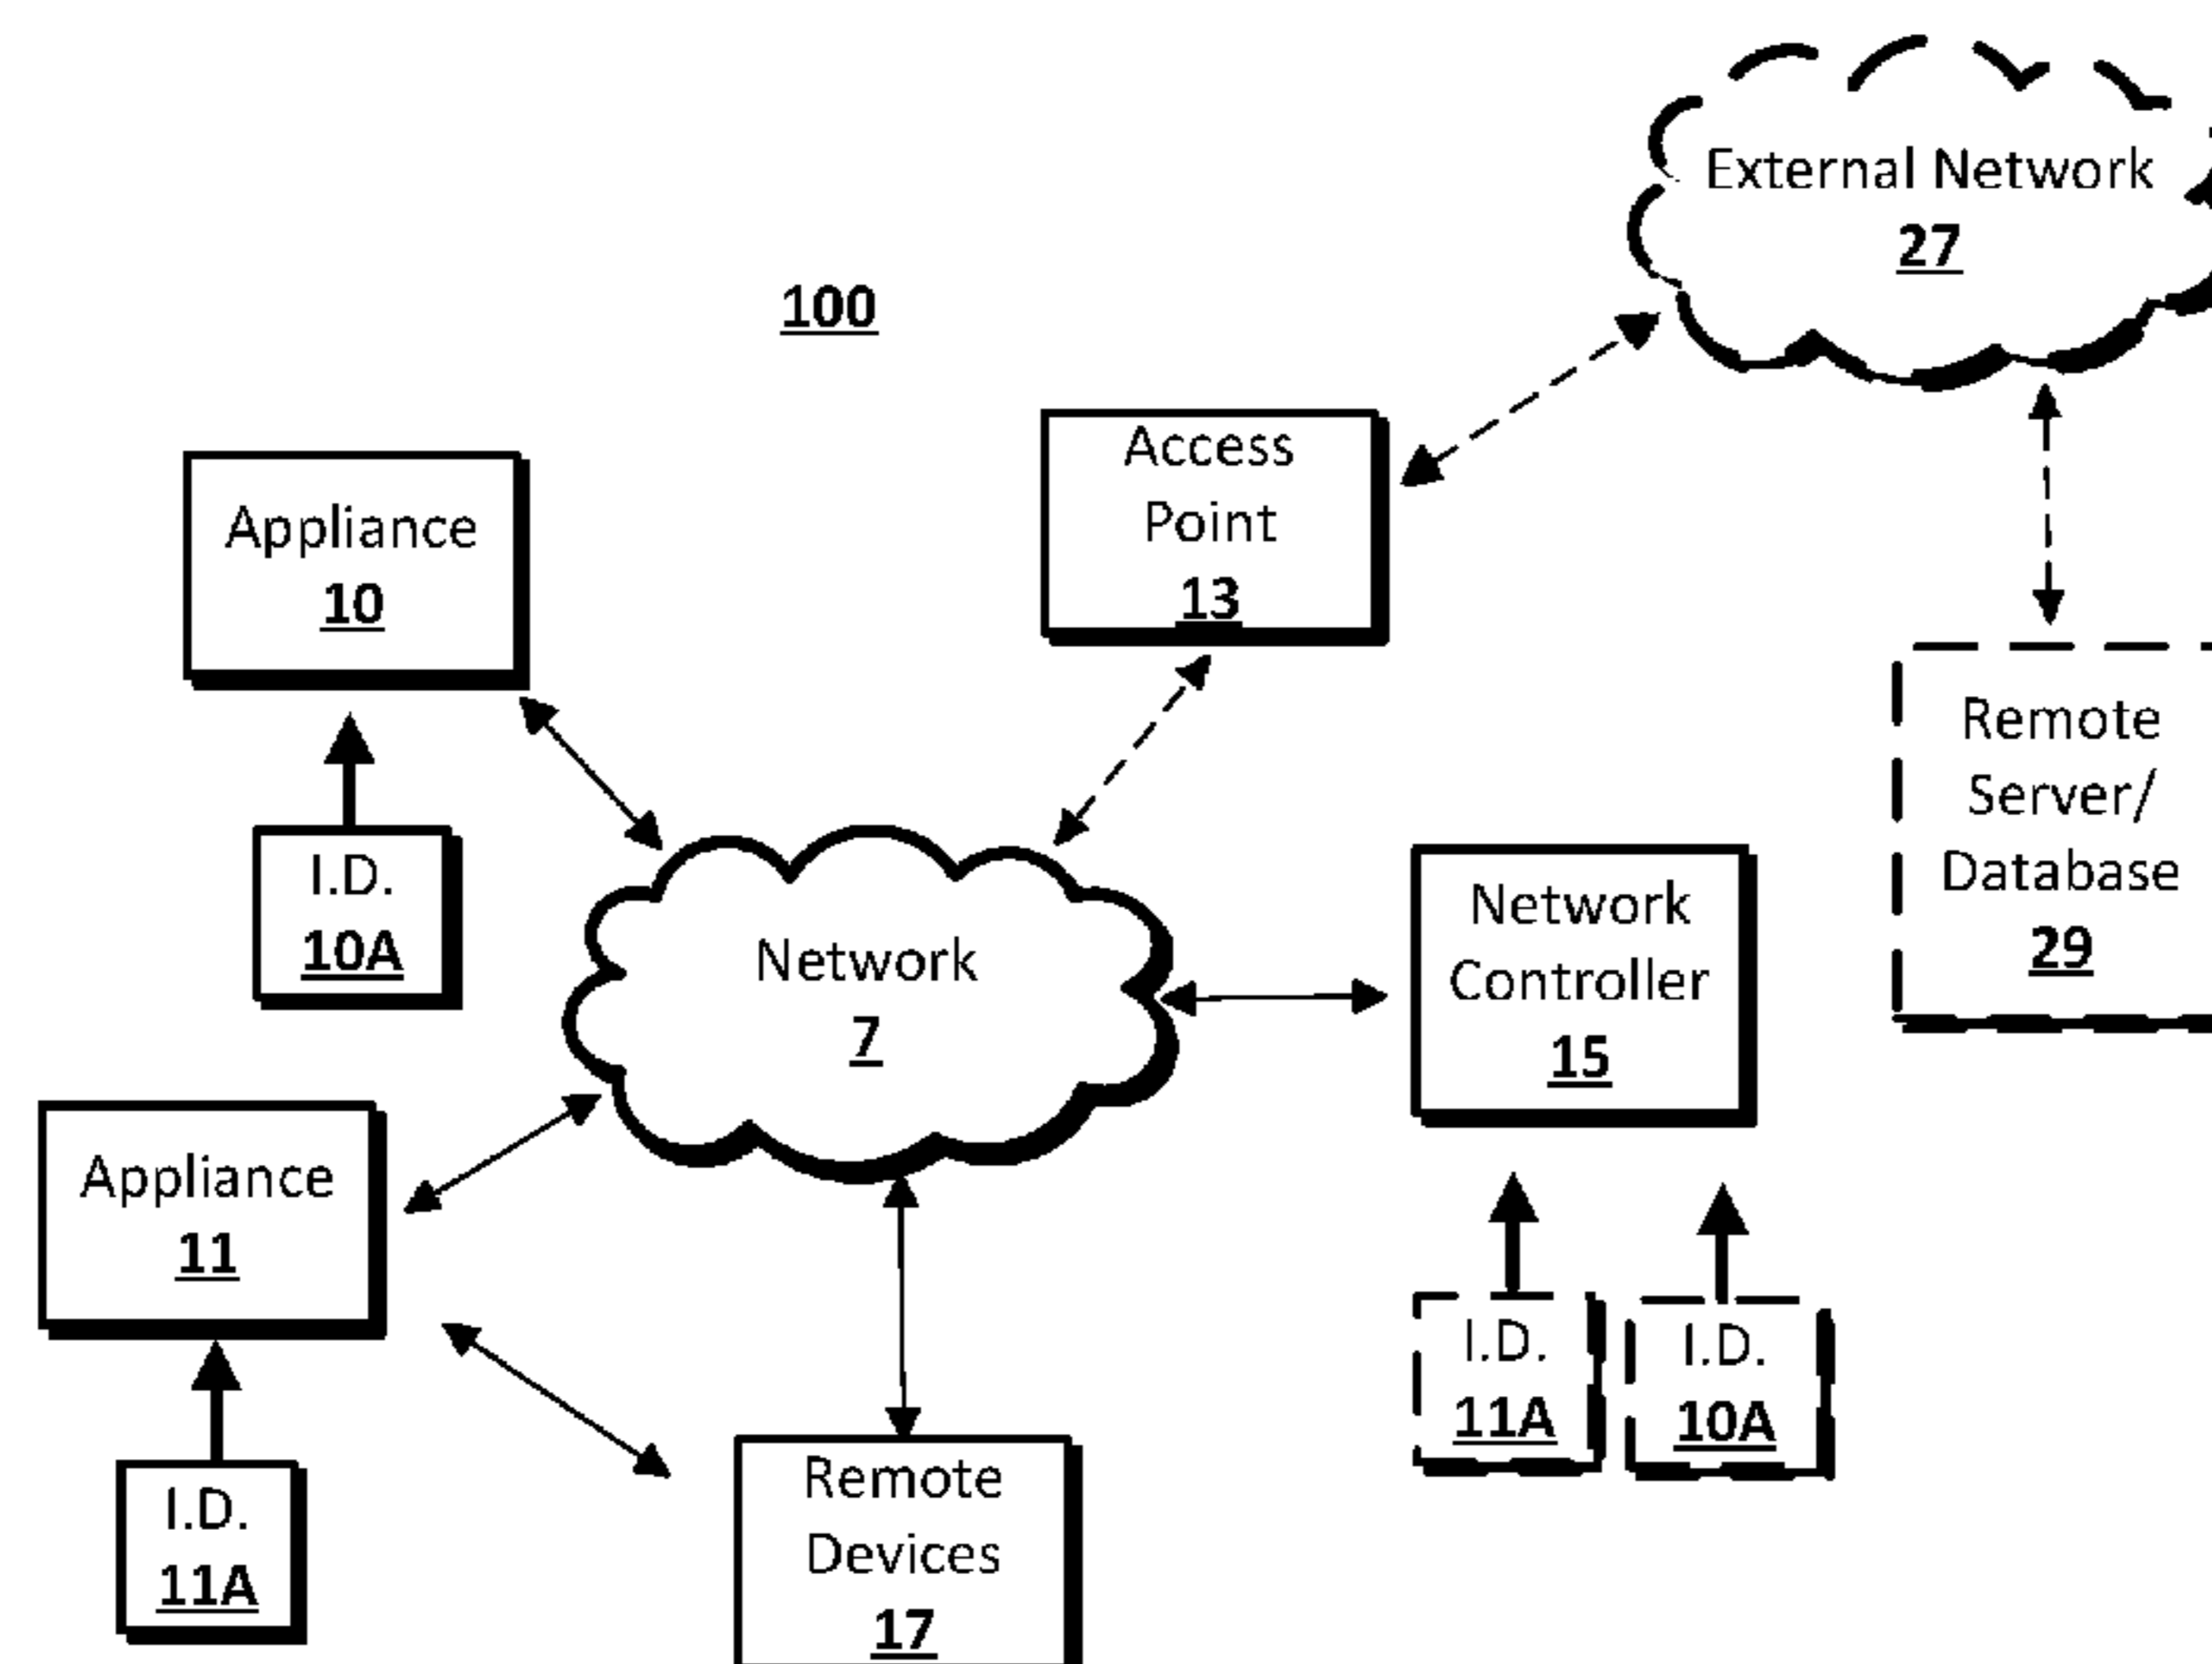 External Network
27
100
Access
Point
13
Appliance
10
I.D.
10A
Remote
Server/
Database
29
Network
7
Network
Controller
15
Appliance
11
I.D.
11A
I.D.
11A
I.D.
10A
Remote
Devices
17